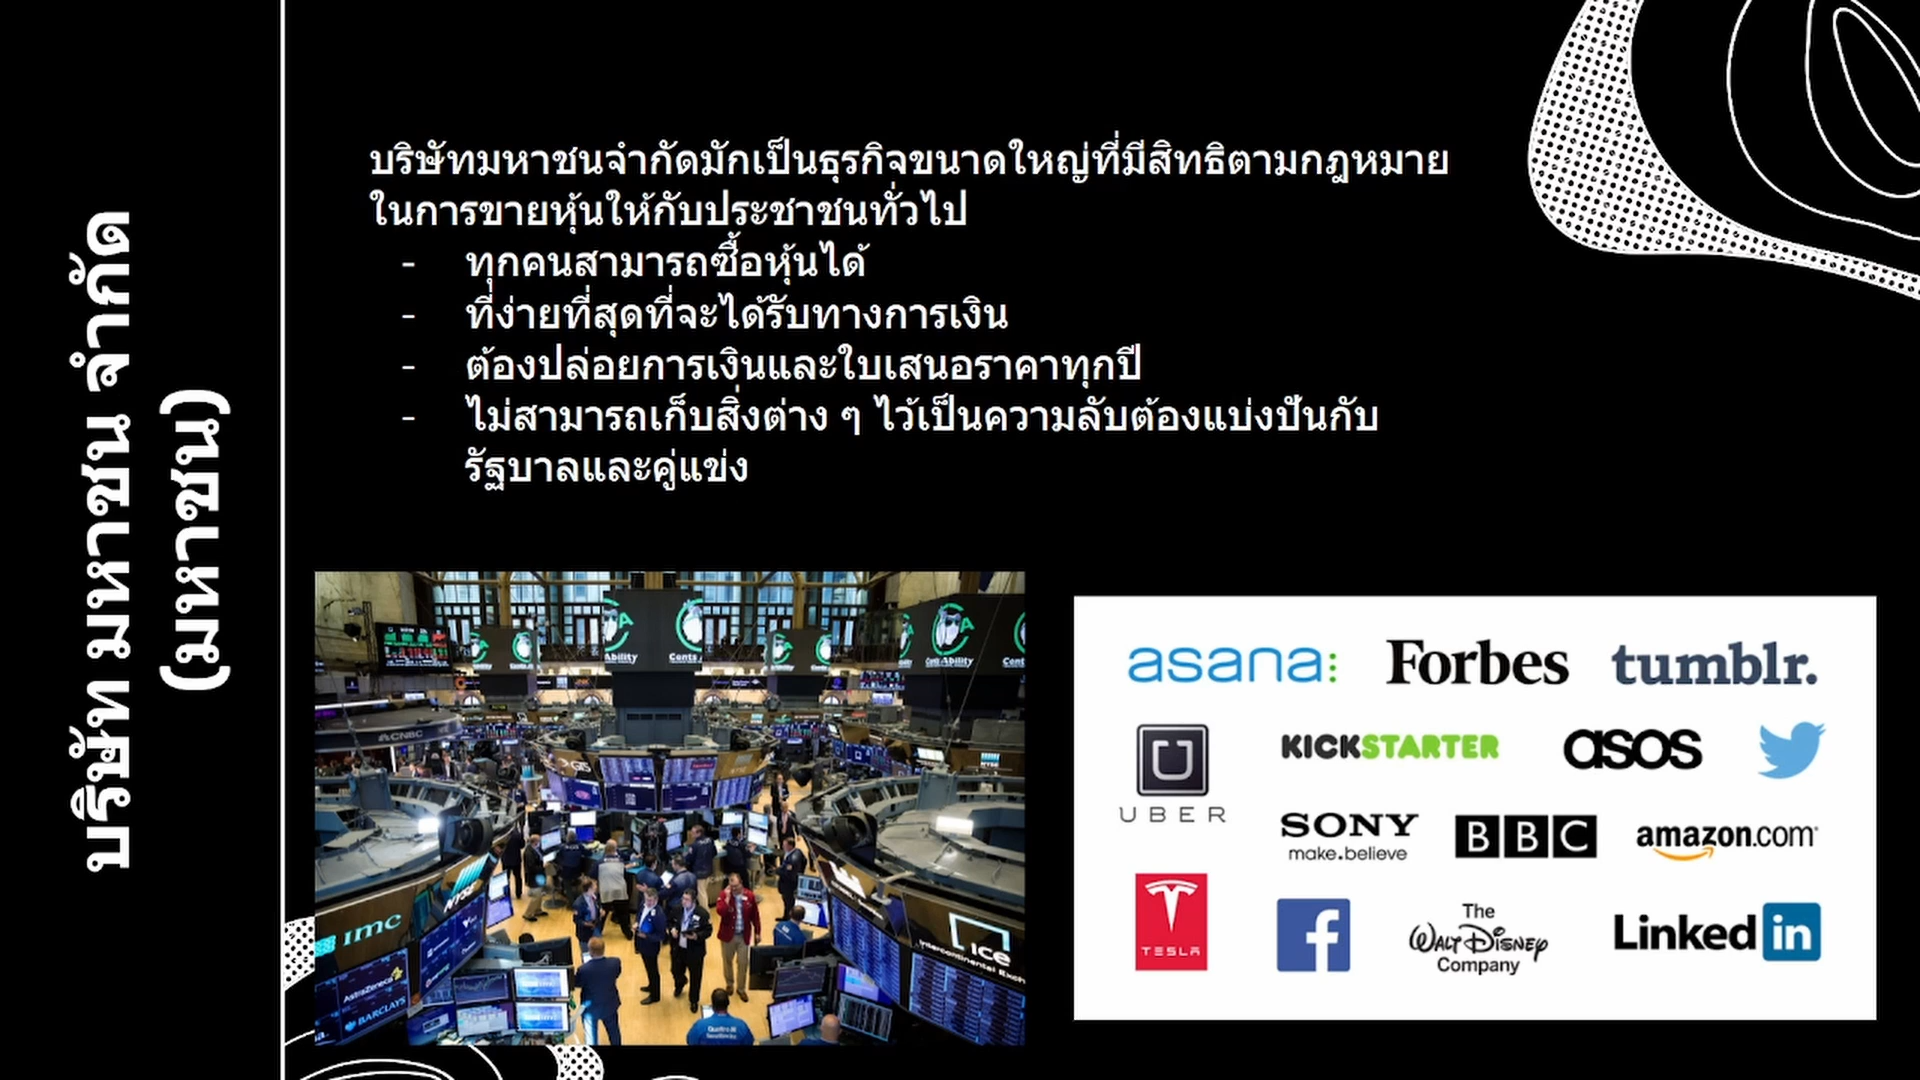 บริษัท มหาชน จำกัด
(มหาชน)
บริษัทมหาชนจำกัดมักเป็นธุรกิจขนาดใหญ่ที่มีสิทธิตามกฎหมาย
ในการขายหุ้นให้กับประชาชนทั่วไป
- ทุกคนสามารถซื้อหุ้นได้
- ที่ง่ายที่สุดที่จะได้รับทางการเงิน
- ต้องปล่อยการเงินและใบเสนอราคาทุกปี
- ไม่สามารถเก็บสิ่งต่าง ๆ ไว้เป็นความลับต้องแบ่งปันกับ
รัฐบาลและคู่แข่ง
CNBC
NYSE
imc
AstraZeneca
BARCLAYS
ICE
asana:
Forbes
tumblr.
UBER
KICKSTARTER
asos
SONY
make.believe
BBC
amazon.com
TESLA
f
The
WALT DISNEY
Company
Linked in